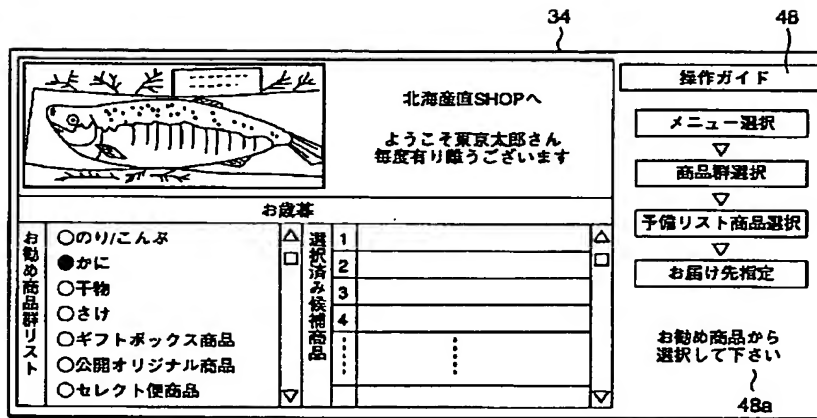 34
48
北海産直SHOPへ
ようこそ東京太郎さん
毎度有り難うございます
お歳暮
お勧め商品群リスト
○のり/こんぶ
●かに
○干物
○さけ
○ギフトボックス商品
○公開オリジナル商品
○セレクト便商品
選択済み候補商品
1
2
3
4
操作ガイド
メニュー選択
▽
商品群選択
▽
予備リスト商品選択
▽
お届け先指定
お勧め商品から
選択して下さい
48a